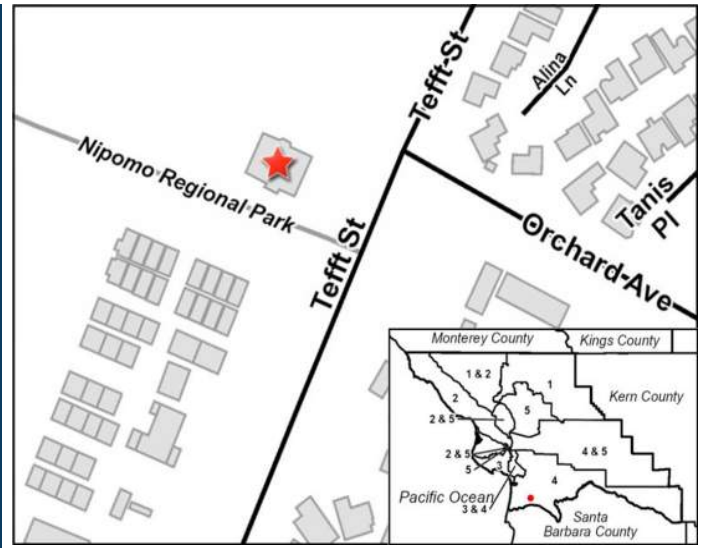 Tefft St
Alina
Ln
Nipomo Regional Park
Tanis
Pl
Orchard Ave
Tefft St
Monterey County
Kings County
1 & 2
1
2
5
Kern County
2 & 5
2 & 5
4 & 5
5
3
4
Pacific Ocean
3 & 4
Santa
Barbara County